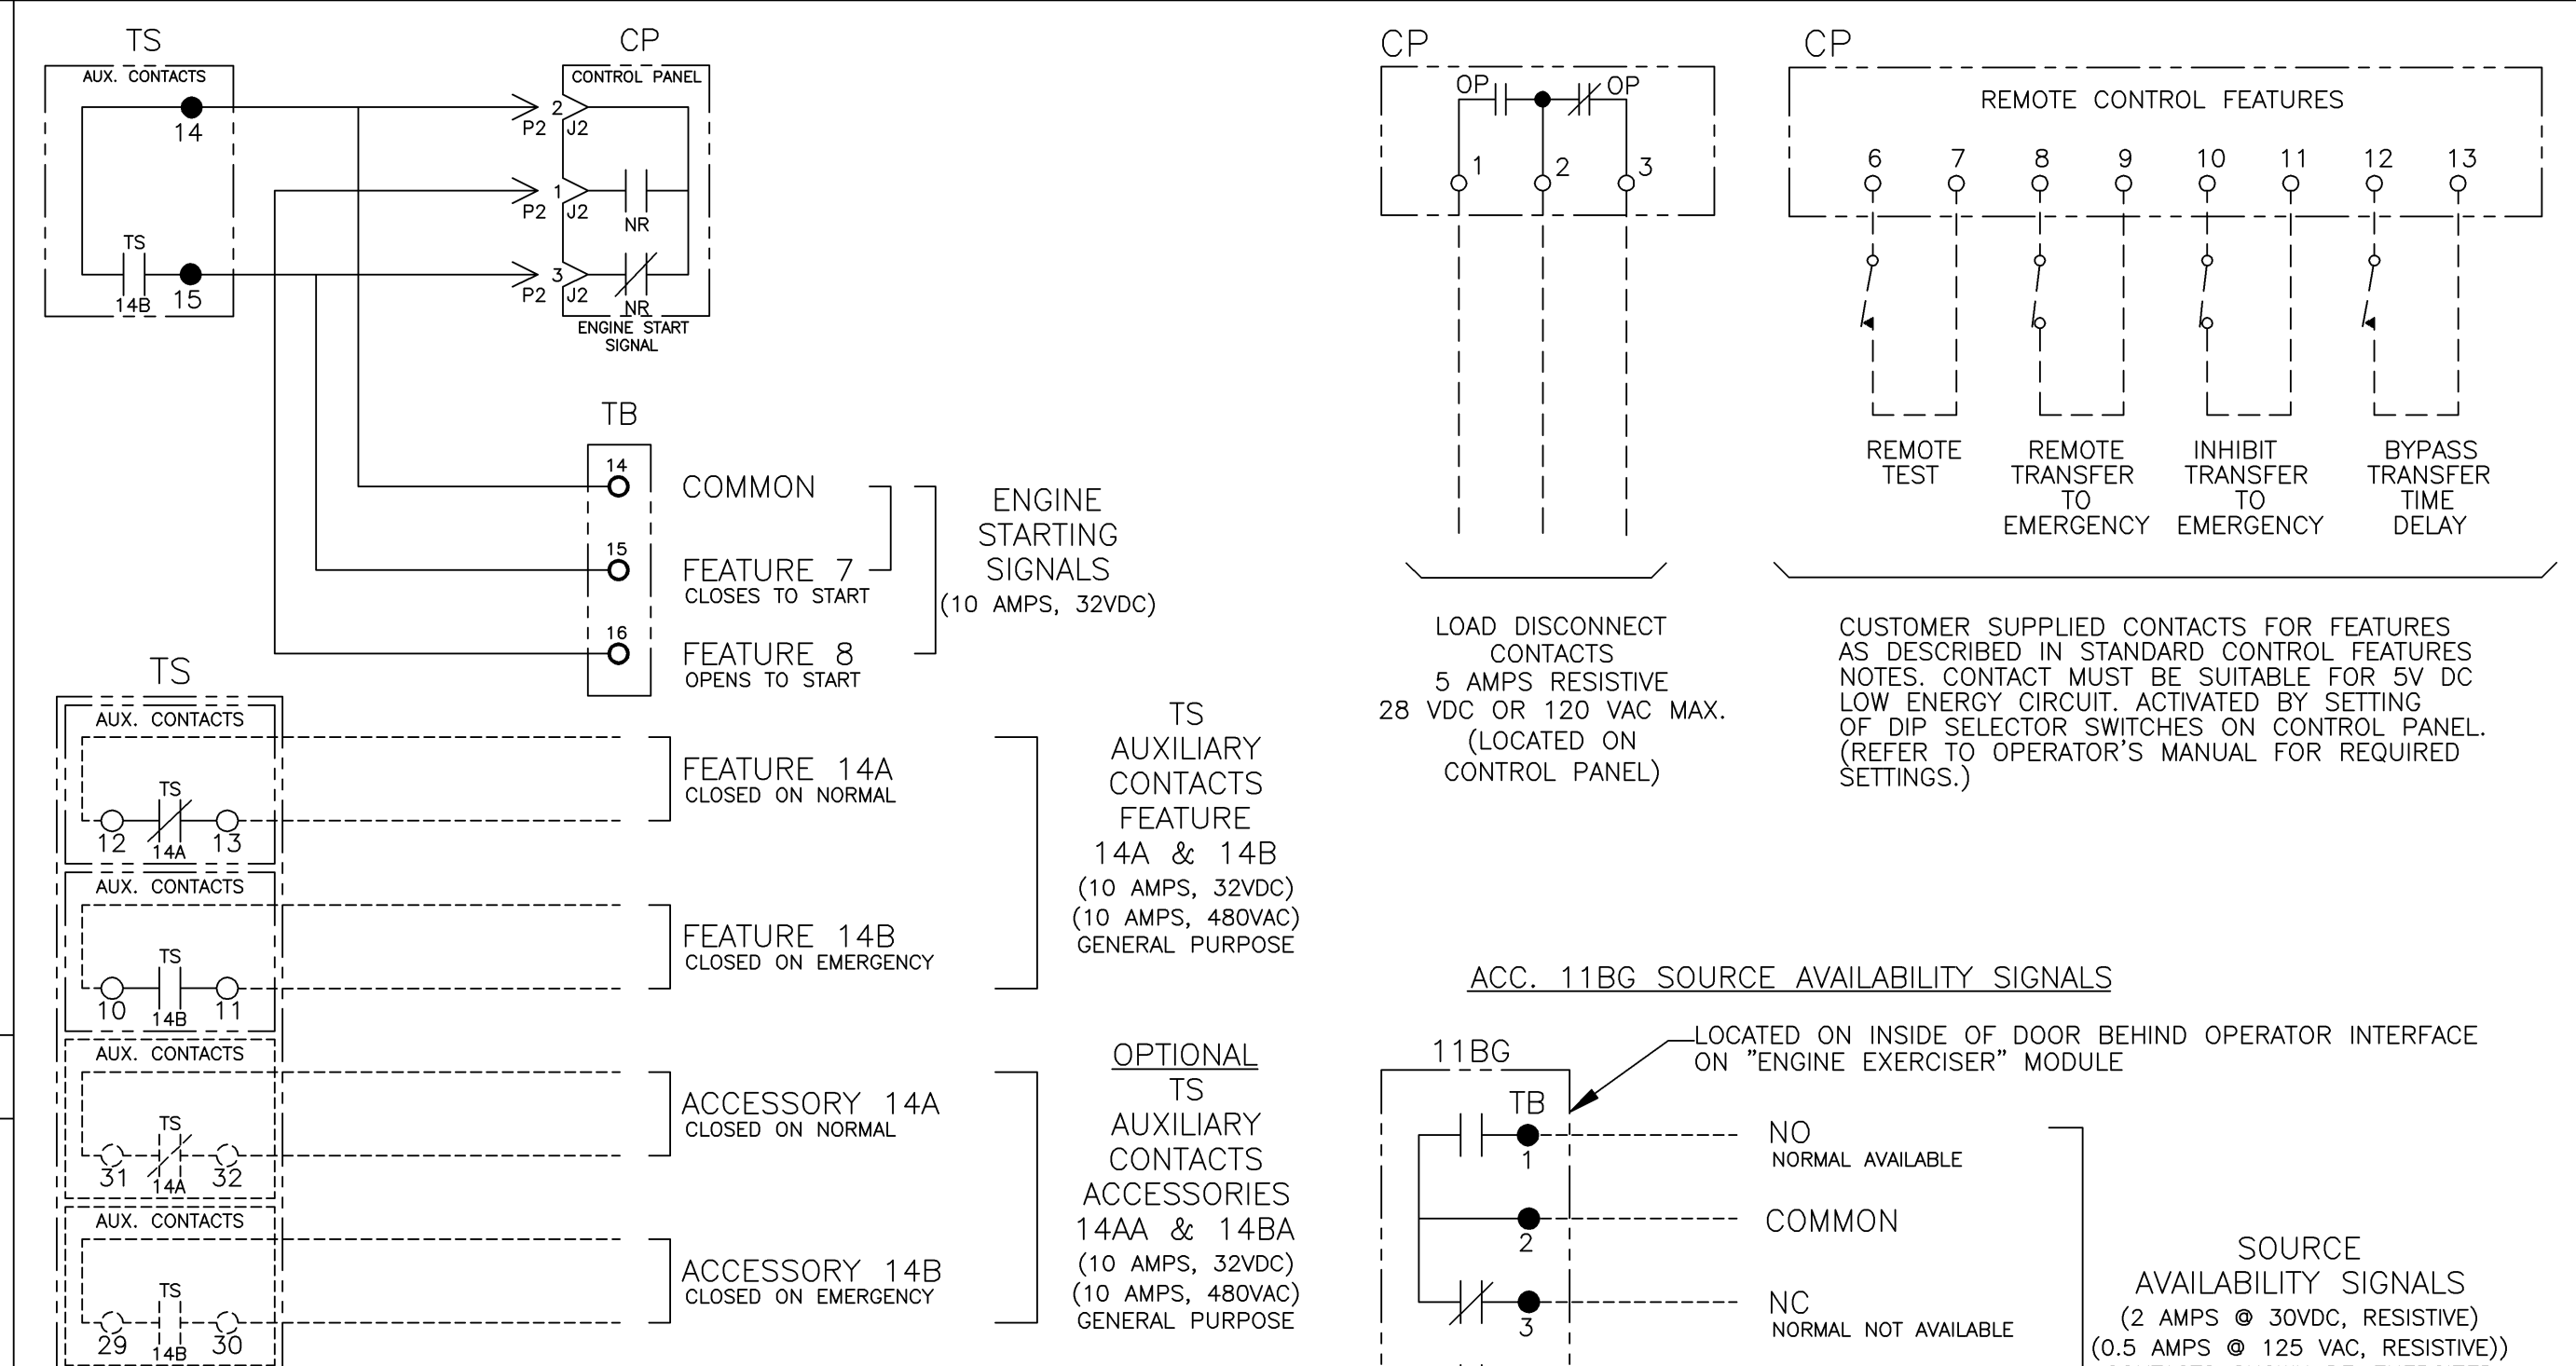 TS
AUX. CONTACTS
14
TS
14B
15
CP
CONTROL PANEL
P2
2
J2
P2
1
J2
NR
P2
3
J2
NR
ENGINE START
SIGNAL
TB
14
COMMON
15
FEATURE 7
CLOSES TO START
16
FEATURE 8
OPENS TO START
ENGINE
STARTING
SIGNALS
(10 AMPS, 32VDC)
TS
AUX. CONTACTS
TS
12
14A
13
FEATURE 14A
CLOSED ON NORMAL
AUX. CONTACTS
TS
10
14B
11
FEATURE 14B
CLOSED ON EMERGENCY
TS
AUXILIARY
CONTACTS
FEATURE
14A & 14B
(10 AMPS, 32VDC)
(10 AMPS, 480VAC)
GENERAL PURPOSE
AUX. CONTACTS
TS
31
14A
32
ACCESSORY 14A
CLOSED ON NORMAL
AUX. CONTACTS
TS
29
14B
30
ACCESSORY 14B
CLOSED ON EMERGENCY
OPTIONAL
TS
AUXILIARY
CONTACTS
ACCESSORIES
14AA & 14BA
(10 AMPS, 32VDC)
(10 AMPS, 480VAC)
GENERAL PURPOSE
CP
OP
OP
1
2
3
LOAD DISCONNECT
CONTACTS
5 AMPS RESISTIVE
28 VDC OR 120 VAC MAX.
(LOCATED ON
CONTROL PANEL)
CP
REMOTE CONTROL FEATURES
6 7 8 9 10 11 12 13
REMOTE
TEST
REMOTE
TRANSFER
TO
EMERGENCY
INHIBIT
TRANSFER
TO
EMERGENCY
BYPASS
TRANSFER
TIME
DELAY
CUSTOMER SUPPLIED CONTACTS FOR FEATURES
AS DESCRIBED IN STANDARD CONTROL FEATURES
NOTES. CONTACT MUST BE SUITABLE FOR 5V DC
LOW ENERGY CIRCUIT. ACTIVATED BY SETTING
OF DIP SELECTOR SWITCHES ON CONTROL PANEL.
(REFER TO OPERATOR'S MANUAL FOR REQUIRED
SETTINGS.)
ACC. 11BG SOURCE AVAILABILITY SIGNALS
LOCATED ON INSIDE OF DOOR BEHIND OPERATOR INTERFACE
ON "ENGINE EXERCISER" MODULE
11BG
TB
1
NO
NORMAL AVAILABLE
2
COMMON
3
NC
NORMAL NOT AVAILABLE
SOURCE
AVAILABILITY SIGNALS
(2 AMPS @ 30VDC, RESISTIVE)
(0.5 AMPS @ 125 VAC, RESISTIVE))